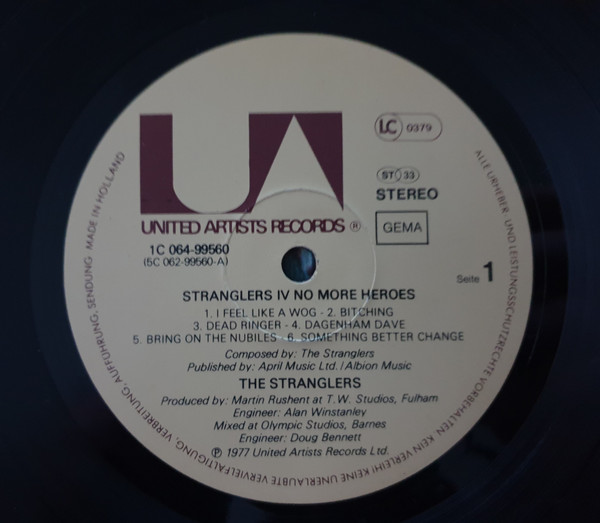 UA
UNITED ARTISTS RECORDS ®
LC 0379
ST 33
STEREO
GEMA
1C 064-99560
(5C 062-99560-A)
Seite 1
STRANGLERS IV NO MORE HEROES
1. I FEEL LIKE A WOG - 2. BITCHING
3. DEAD RINGER - 4. DAGENHAM DAVE
5. BRING ON THE NUBILES - 6. SOMETHING BETTER CHANGE
Composed by: The Stranglers
Published by: April Music Ltd. / Albion Music
THE STRANGLERS
Produced by: Martin Rushent at T.W. Studios, Fulham
Engineer: Alan Winstanley
Mixed at Olympic Studios, Barnes
Engineer: Doug Bennett
℗ 1977 United Artists Records Ltd.
ALLE URHEBER- UND LEISTUNGSSCHUTZRECHTE VORBEHALTEN. KEIN VERLEIH! KEINE UNERLAUBTE VERVIELFÄLTIGUNG, VERBREITUNG, AUFFÜHRUNG, SENDUNG. MADE IN HOLLAND